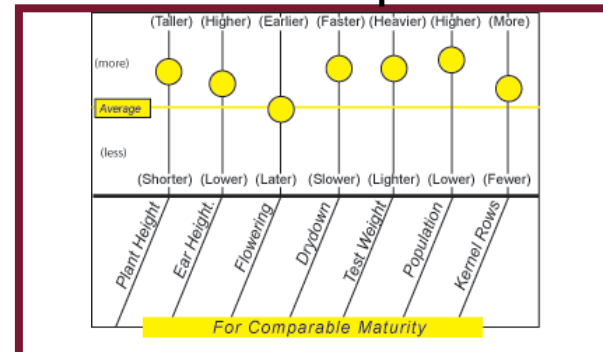 (Taller) (Higher) (Earlier) (Faster) (Heavier) (Higher) (More)
(more)
Average
(less)
(Shorter) (Lower) (Later) (Slower) (Lighter) (Lower) (Fewer)
Plant Height
Ear Height.
Flowering
Drydown
Test Weight
Population
Kernel Rows
For Comparable Maturity